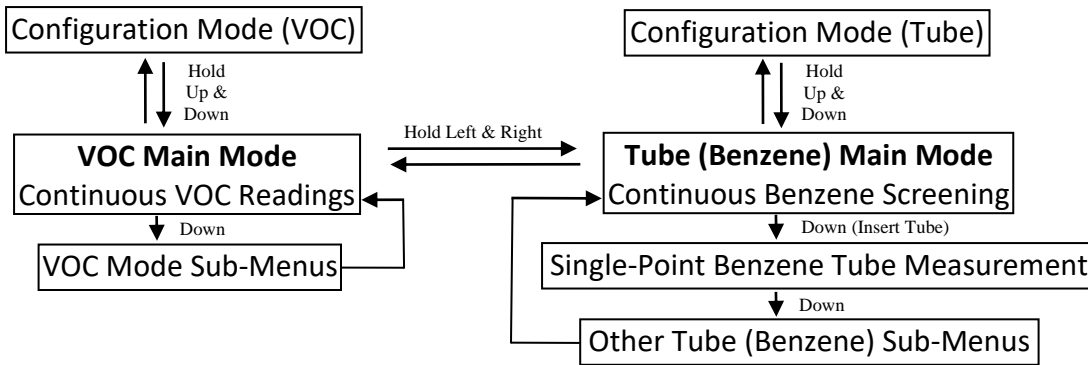 Configuration Mode (VOC)
Hold
Up &
Down
VOC Main Mode
Continuous VOC Readings
Down
VOC Mode Sub-Menus
Hold Left & Right
Configuration Mode (Tube)
Hold
Up &
Down
Tube (Benzene) Main Mode
Continuous Benzene Screening
Down (Insert Tube)
Single-Point Benzene Tube Measurement
Down
Other Tube (Benzene) Sub-Menus